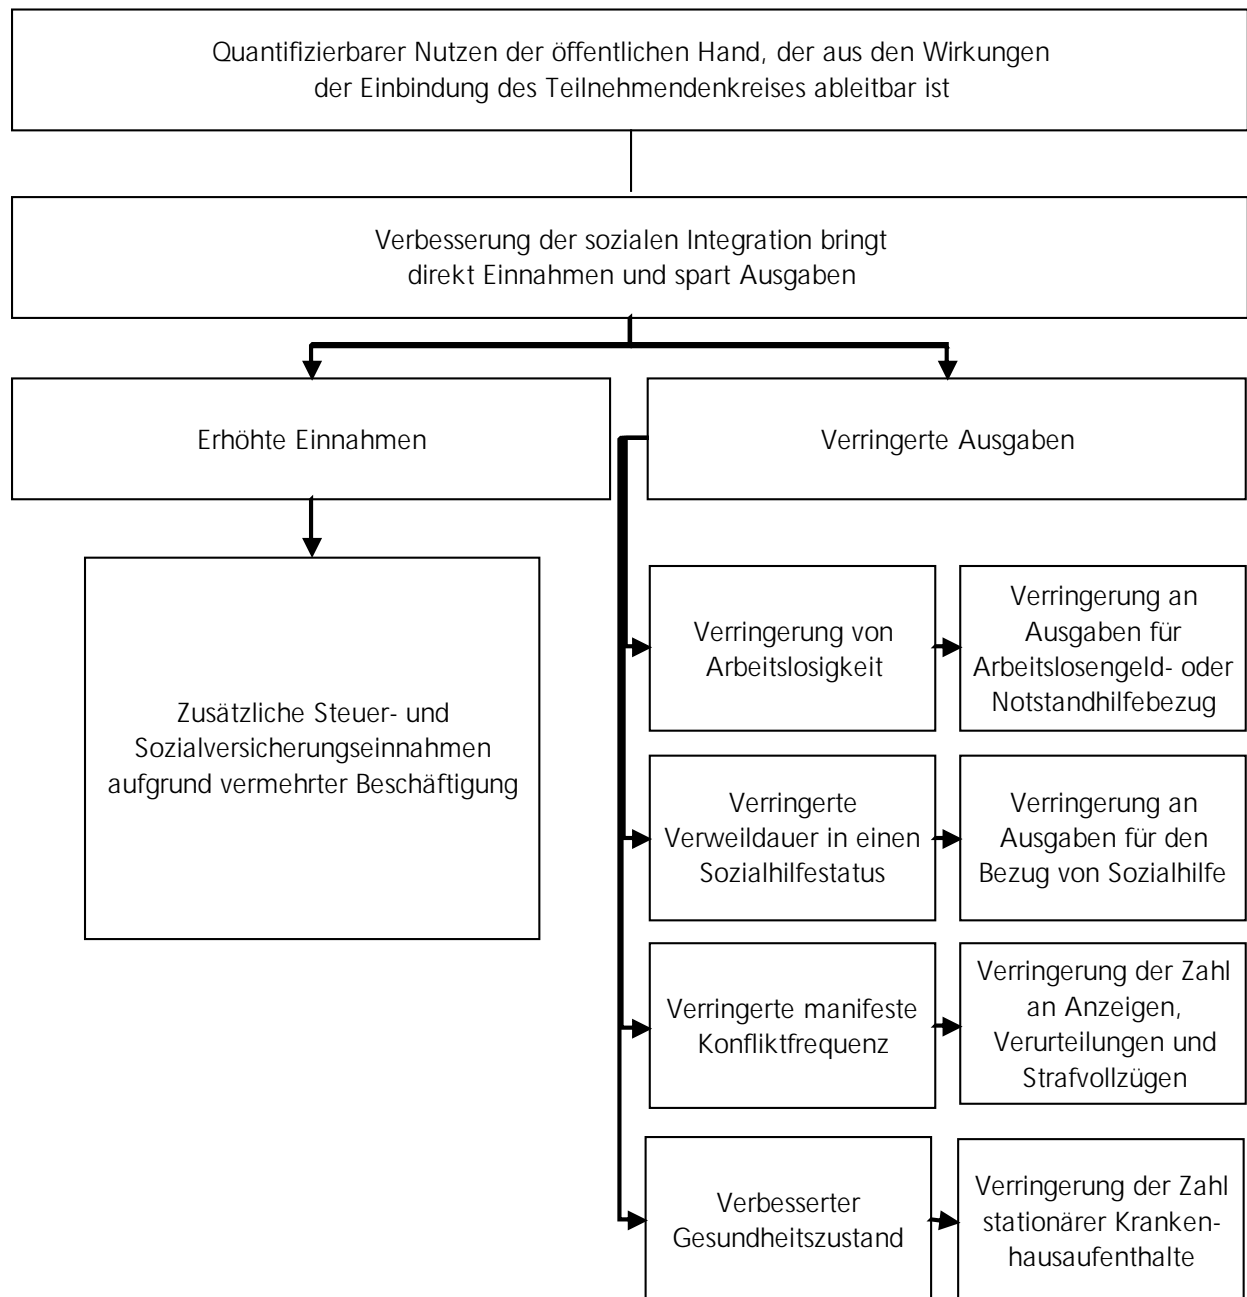 Quantifizierbarer Nutzen der öffentlichen Hand, der aus den Wirkungen
der Einbindung des Teilnehmendenkreises ableitbar ist
Verbesserung der sozialen Integration bringt
direkt Einnahmen und spart Ausgaben
Erhöhte Einnahmen
Verringerte Ausgaben
Zusätzliche Steuer- und
Sozialversicherungseinnahmen
aufgrund vermehrter Beschäftigung
Verringerung von
Arbeitslosigkeit
Verringerung an
Ausgaben für
Arbeitslosengeld- oder
Notstandhilfebezug
Verringerte
Verweildauer in einen
Sozialhilfestatus
Verringerung an
Ausgaben für den
Bezug von Sozialhilfe
Verringerte manifeste
Konfliktfrequenz
Verringerung der Zahl
an Anzeigen,
Verurteilungen und
Strafvollzügen
Verbesserter
Gesundheitszustand
Verringerung der Zahl
stationärer Kranken-
hausaufenthalte